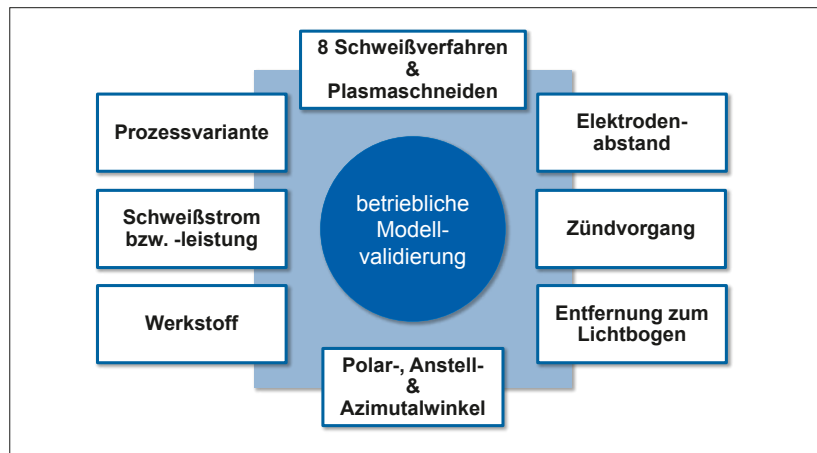 8 Schweißverfahren
&
Plasmaschneiden
Prozessvariante
Schweißstrom
bzw. -leistung
Werkstoff
betriebliche
Modell-
validierung
Elektroden-
abstand
Zündvorgang
Entfernung zum
Lichtbogen
Polar-, Anstell-
&
Azimutalwinkel